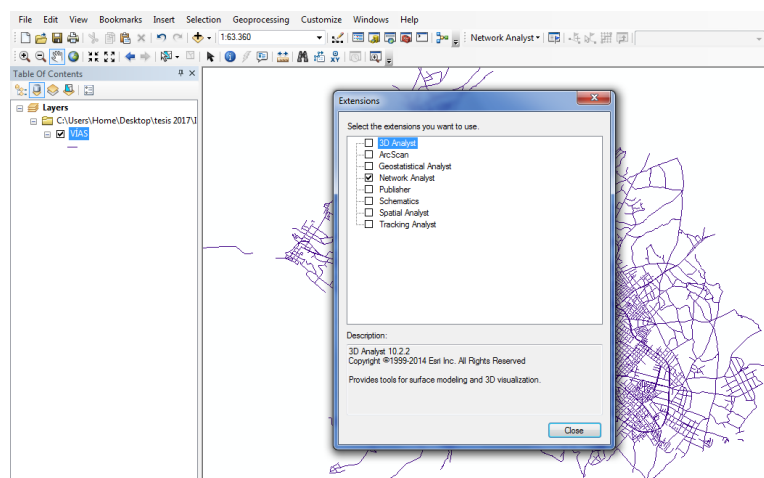 File Edit View Bookmarks Insert Selection Geoprocessing Customize Windows Help
1:63.360
Network Analyst
Table Of Contents
Layers
C:\Users\Home\Desktop\tesis 2017\I
VIAS
Extensions
Select the extensions you want to use.
3D Analyst
ArcScan
Geostatistical Analyst
Network Analyst
Publisher
Schematics
Spatial Analyst
Tracking Analyst
Description:
3D Analyst 10.2.2
Copyright ©1999-2014 Esri Inc. All Rights Reserved
Provides tools for surface modeling and 3D visualization.
Close